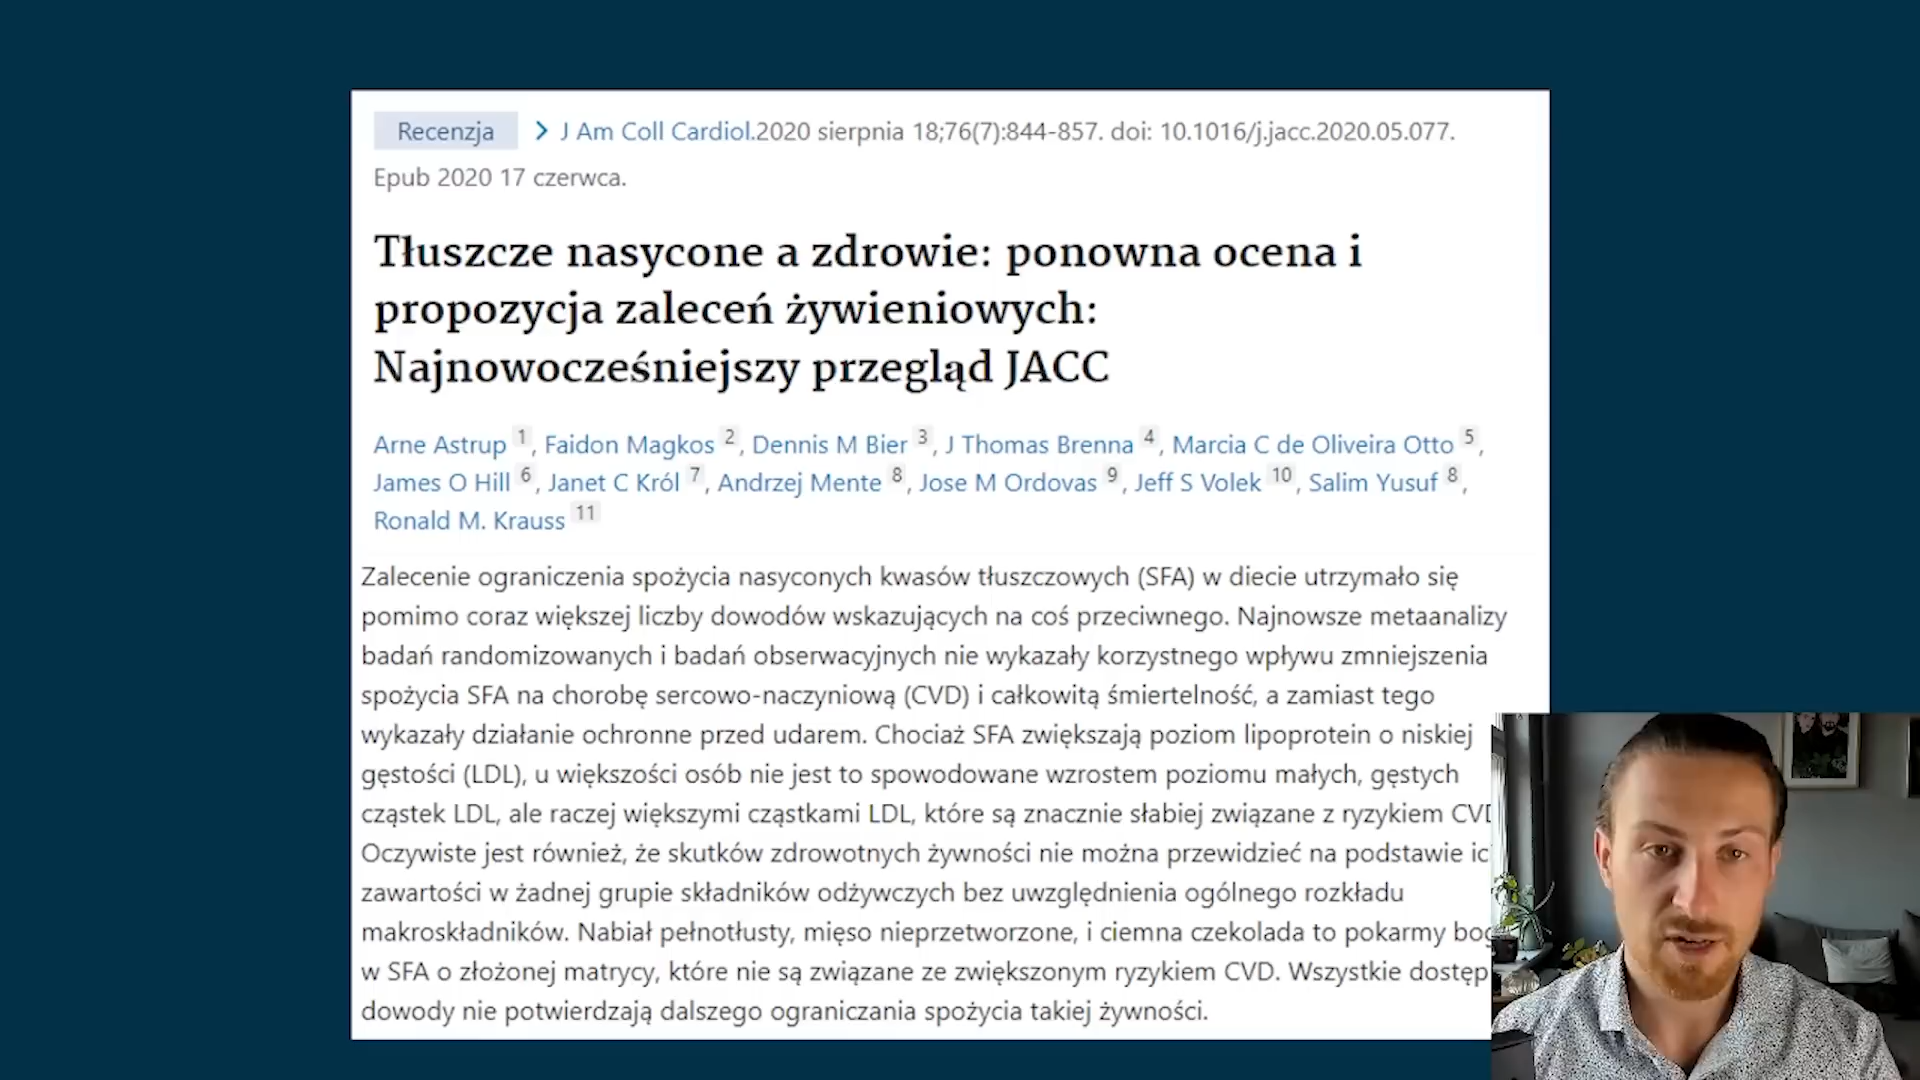 Recenzja > J Am Coll Cardiol.2020 sierpnia 18;76(7):844-857. doi: 10.1016/j.jacc.2020.05.077.
Epub 2020 17 czerwca.
Tłuszcze nasycone a zdrowie: ponowna ocena i
propozycja zaleceń żywieniowych:
Najnowocześniejszy przegląd JACC
Arne Astrup 1, Faidon Magkos 2, Dennis M Bier 3, J Thomas Brenna 4, Marcia C de Oliveira Otto 5,
James O Hill 6, Janet C Król 7, Andrzej Mente 8, Jose M Ordovas 9, Jeff S Volek 10, Salim Yusuf 8,
Ronald M. Krauss 11
Zalecenie ograniczenia spożycia nasyconych kwasów tłuszczowych (SFA) w diecie utrzymało się
pomimo coraz większej liczby dowodów wskazujących na coś przeciwnego. Najnowsze metaanalizy
badań randomizowanych i badań obserwacyjnych nie wykazały korzystnego wpływu zmniejszenia
spożycia SFA na chorobę sercowo-naczyniową (CVD) i całkowitą śmiertelność, a zamiast tego
wykazały działanie ochronne przed udarem. Chociaż SFA zwiększają poziom lipoprotein o niskiej
gęstości (LDL), u większości osób nie jest to spowodowane wzrostem poziomu małych, gęstych
cząstek LDL, ale raczej większymi cząstkami LDL, które są znacznie słabiej związane z ryzykiem
Oczywiste jest również, że skutków zdrowotnych żywności nie można przewidzieć na podstawie
zawartości w żadnej grupie składników odżywczych bez uwzględnienia ogólnego rozkładu
makroskładników. Nabiał pełnotłusty, mięso nieprzetworzone, i ciemna czekolada to pokarmy
w SFA o złożonej matrycy, które nie są związane ze zwiększonym ryzykiem CVD. Wszystkie
dowody nie potwierdzają dalszego ograniczania spożycia takiej żywności.